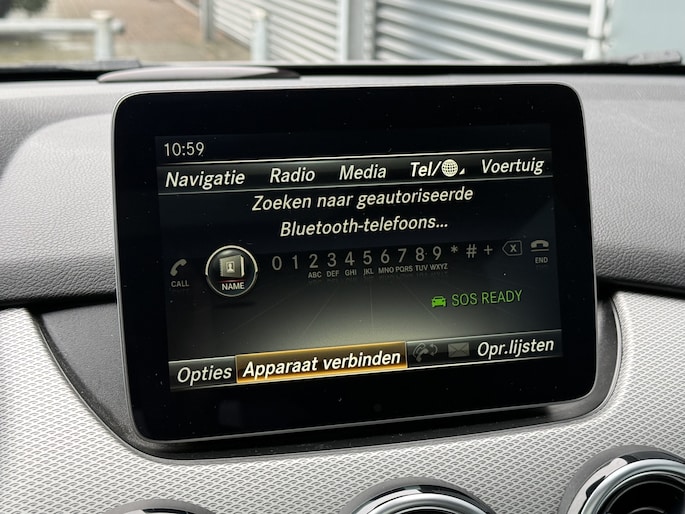 10:59
Navigatie Radio Media Tel/ Voertuig
Zoeken naar geautoriseerde
Bluetooth-telefoons...
0 1 2 3 4 5 6 7 8 9 * # +
ABC DEF GHI JKL MNO PQRS TUV WXYZ
CALL NAME END
SOS READY
Opties Apparaat verbinden Opr.lijsten